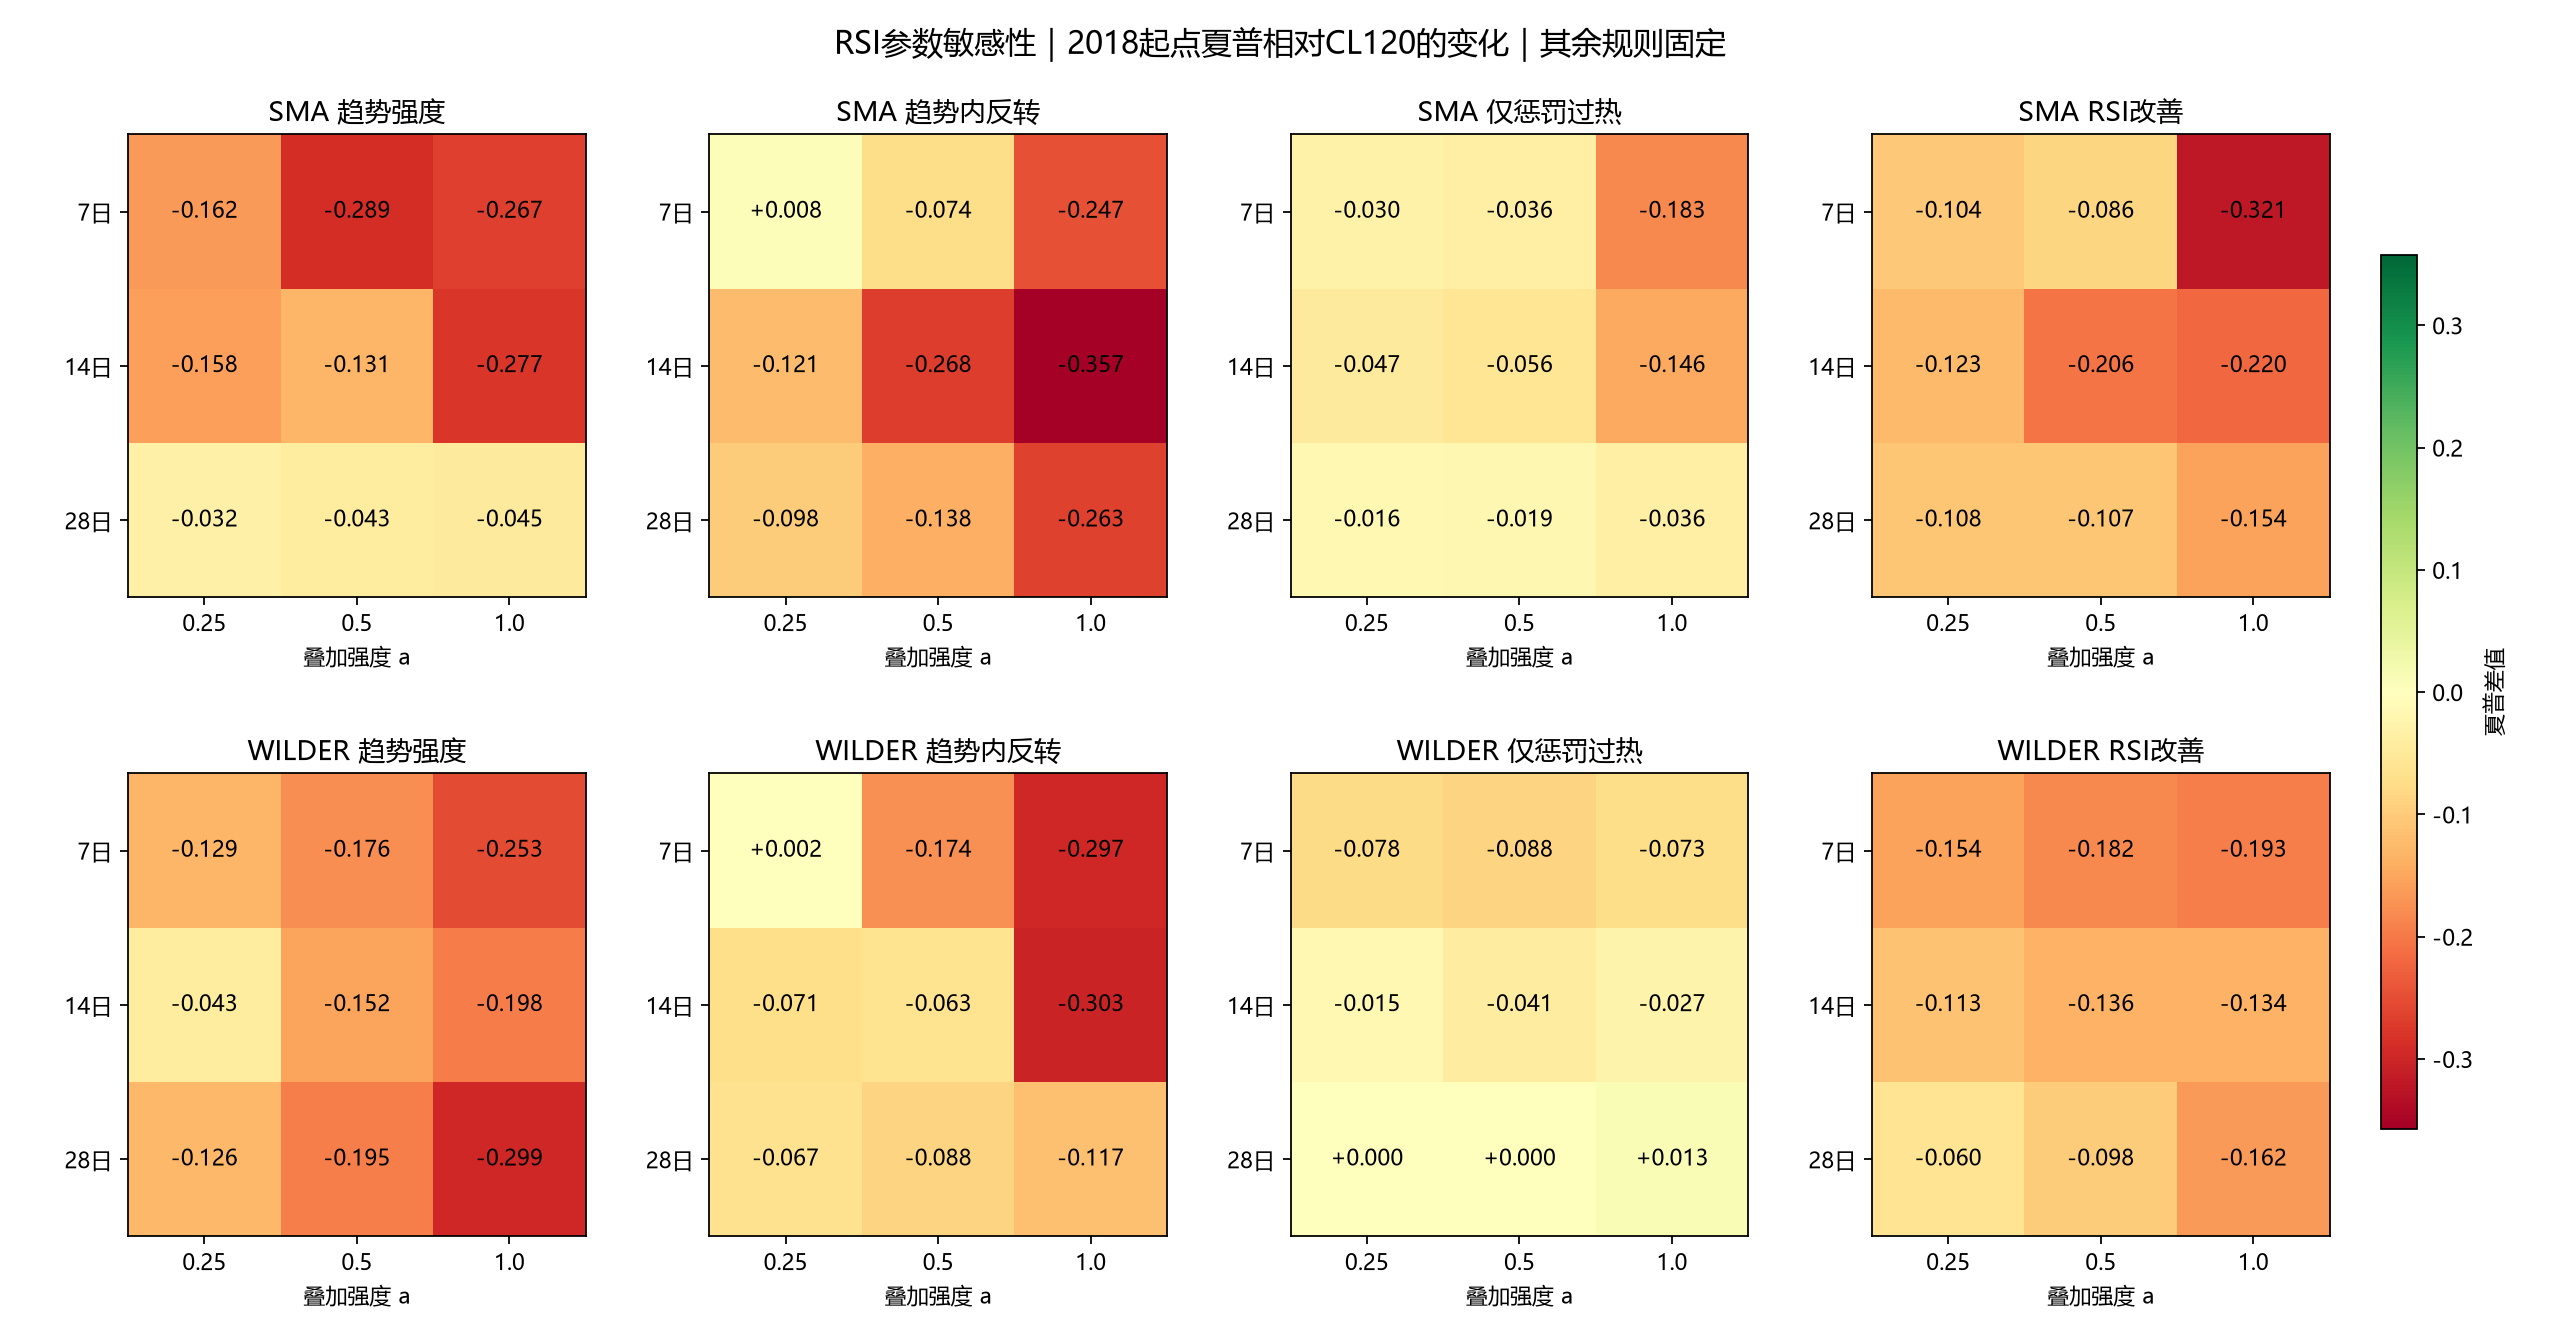 RSI参数敏感性｜2018起点夏普相对CL120的变化｜其余规则固定
SMA 趋势强度
7日
-0.162 -0.289 -0.267
14日
-0.158 -0.131 -0.277
28日
-0.032 -0.043 -0.045
0.25 0.5 1.0
叠加强度 a
SMA 趋势内反转
7日
+0.008 -0.074 -0.247
14日
-0.121 -0.268 -0.357
28日
-0.098 -0.138 -0.263
0.25 0.5 1.0
叠加强度 a
SMA 仅惩罚过热
7日
-0.030 -0.036 -0.183
14日
-0.047 -0.056 -0.146
28日
-0.016 -0.019 -0.036
0.25 0.5 1.0
叠加强度 a
SMA RSI改善
7日
-0.104 -0.086 -0.321
14日
-0.123 -0.206 -0.220
28日
-0.108 -0.107 -0.154
0.25 0.5 1.0
叠加强度 a
WILDER 趋势强度
7日
-0.129 -0.176 -0.253
14日
-0.043 -0.152 -0.198
28日
-0.126 -0.195 -0.299
0.25 0.5 1.0
叠加强度 a
WILDER 趋势内反转
7日
+0.002 -0.174 -0.297
14日
-0.071 -0.063 -0.303
28日
-0.067 -0.088 -0.117
0.25 0.5 1.0
叠加强度 a
WILDER 仅惩罚过热
7日
-0.078 -0.088 -0.073
14日
-0.015 -0.041 -0.027
28日
+0.000 +0.000 +0.013
0.25 0.5 1.0
叠加强度 a
WILDER RSI改善
7日
-0.154 -0.182 -0.193
14日
-0.113 -0.136 -0.134
28日
-0.060 -0.098 -0.162
0.25 0.5 1.0
叠加强度 a
0.3
0.2
0.1
0.0
-0.1
-0.2
-0.3
夏普差值